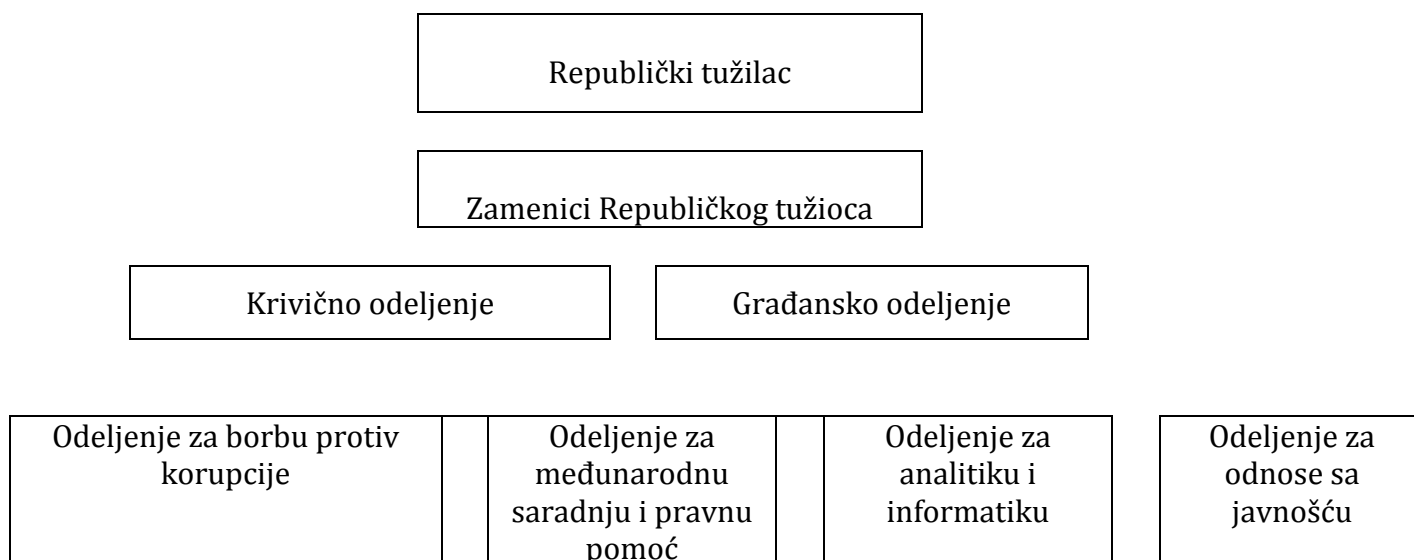 Republički tužilac
Zamenici Republičkog tužioca
Krivično odeljenje
Građansko odeljenje
Odeljenje za borbu protiv
korupcije
Odeljenje za
međunarodnu
saradnju i pravnu
pomoć
Odeljenje za
analitiku i
informatiku
Odeljenje za
odnose sa
javnošću